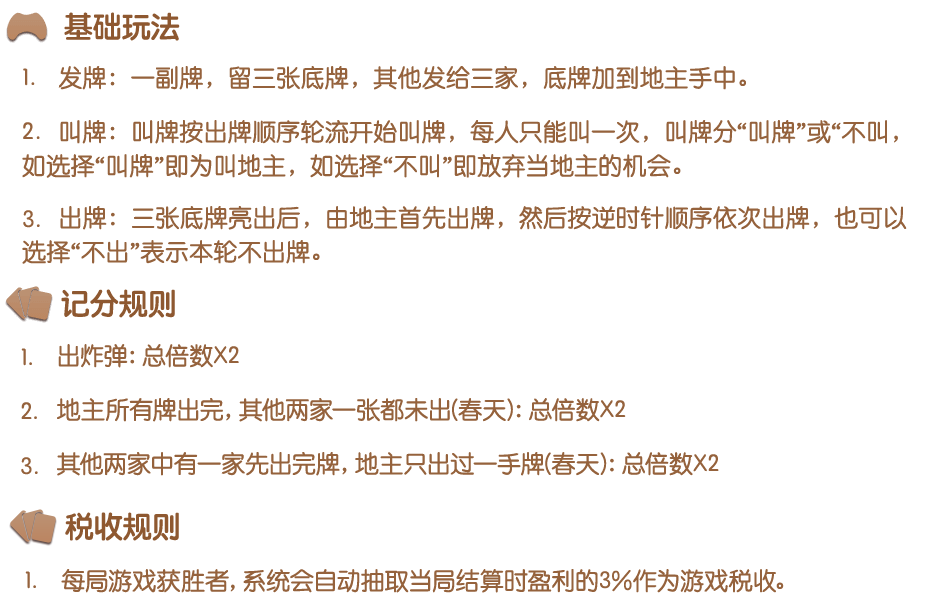 基础玩法
1. 发牌：一副牌，留三张底牌，其他发给三家，底牌加到地主手中。
2. 叫牌：叫牌按出牌顺序轮流开始叫牌，每人只能叫一次，叫牌分“叫牌”或“不叫，
如选择“叫牌”即为叫地主，如选择“不叫”即放弃当地主的机会。
3. 出牌：三张底牌亮出后，由地主首先出牌，然后按逆时针顺序依次出牌，也可以
选择“不出”表示本轮不出牌。
记分规则
1. 出炸弹：总倍数X2
2. 地主所有牌出完，其他两家一张都未出(春天)：总倍数X2
3. 其他两家中有一家先出完牌，地主只出过一手牌(春天)：总倍数X2
税收规则
1. 每局游戏获胜者，系统会自动抽取当局结算时盈利的3%作为游戏税收。